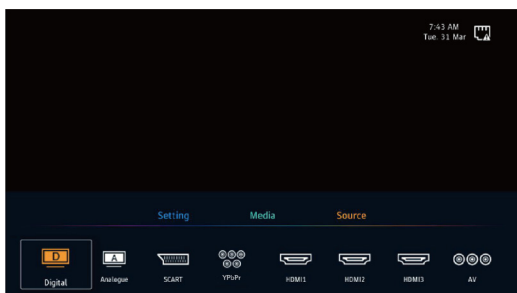 7:43 AM
Tue. 31 Mar
Setting Media Source
D A
Digital Analogue SCART YPbPr HDMI1 HDMI2 HDMI3 AV